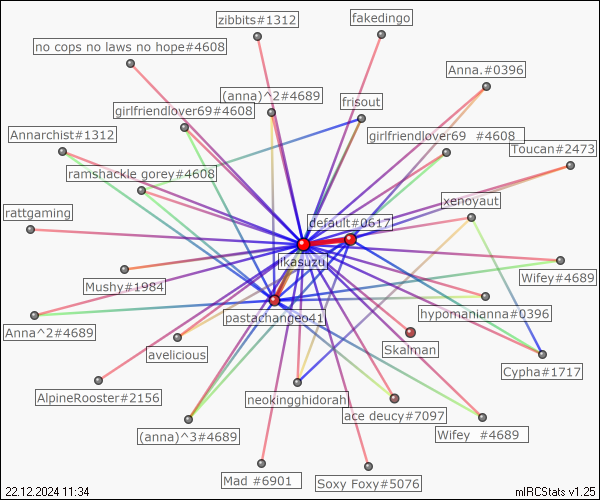 zibbits#1312
fakedingo
no cops no laws no hope#4608
Anna.#0396
(anna)^2#4689
frisout
girlfriendlover69#4608
Annarchist#1312
girlfriendlover69 #4608
Toucan#2473
ramshackle gorey#4608
xenoyaut
rattgaming
default#0617
ikasuzu
Mushy#1984
Wifey#4689
pastachangeo41
hypomanianna#0396
Anna^2#4689
avelicious
Skalman
Cypha#1717
AlpineRooster#2156
neokingghidorah
ace deucy#7097
(anna)^3#4689
Wifey #4689
Mad #6901
Soxy Foxy#5076
22.12.2024 11:34
mIRCStats v1.25